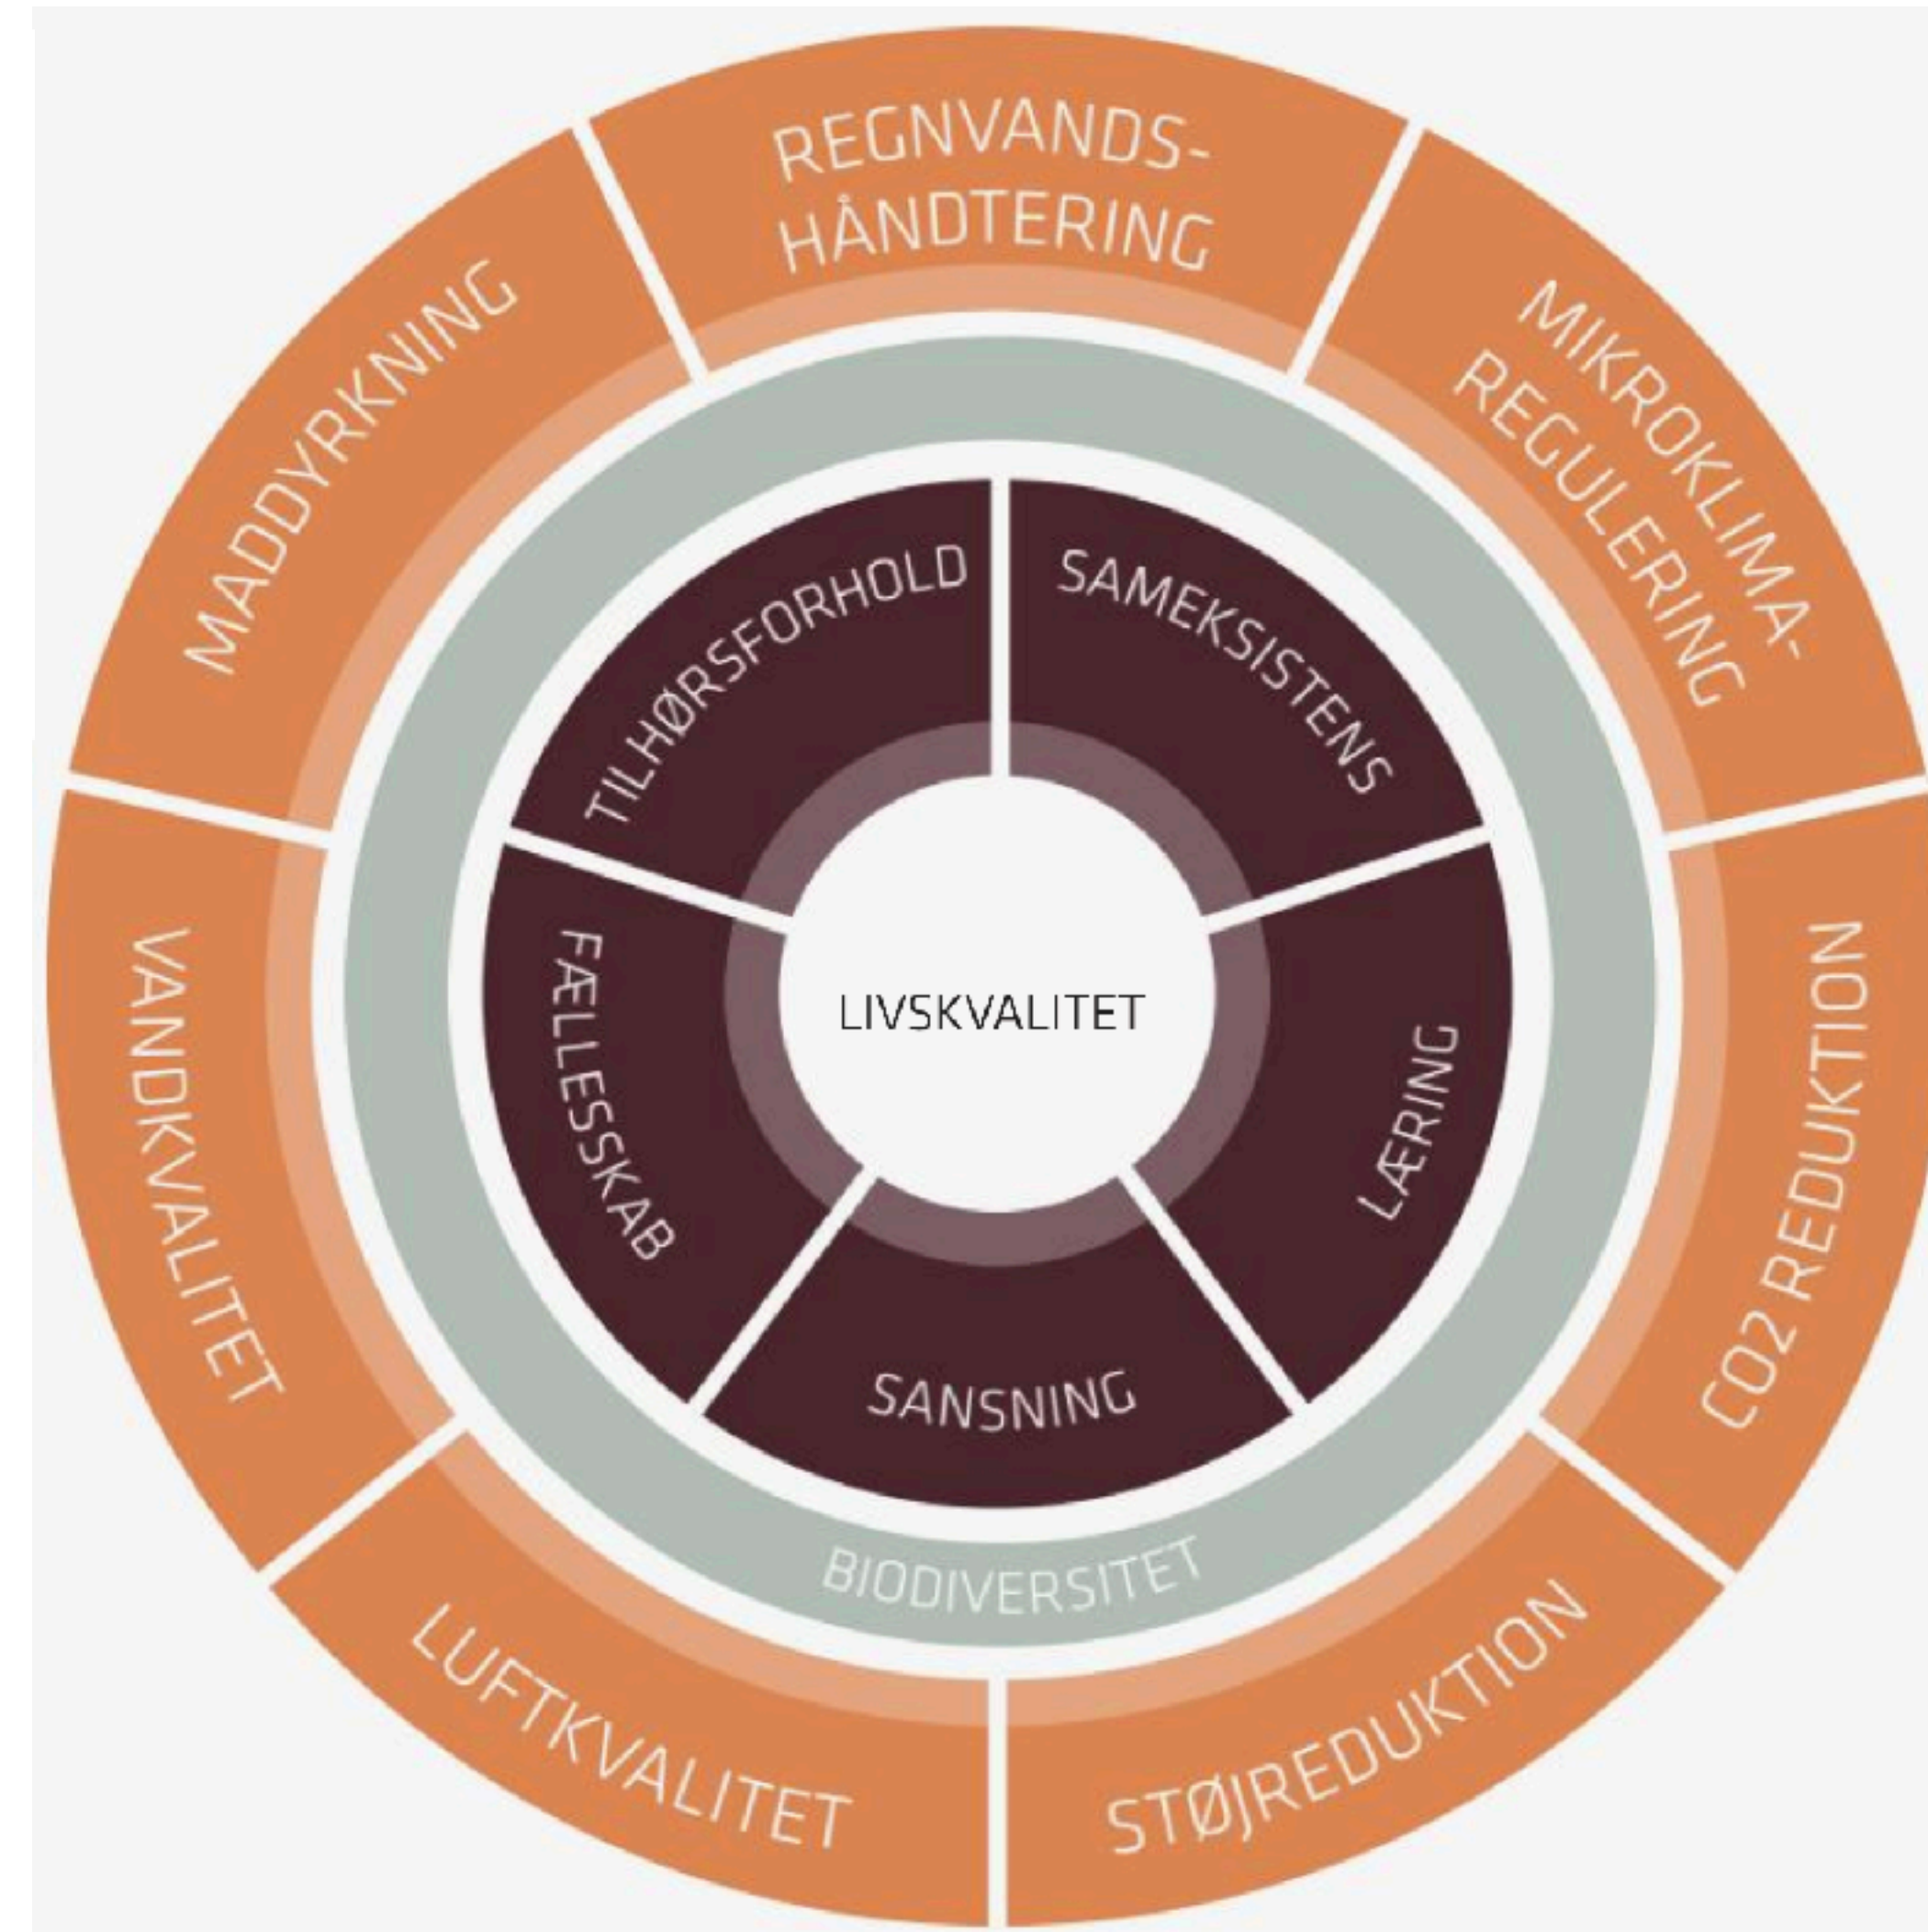 REGNVANDS-
HÅNDTERING
MIKROKLIMA-
REGULERING
CO2 REDUKTION
STØJREDUKTION
LUFTKVALITET
VANDKVALITET
MADDYRKNING
BIODIVERSITET
TILHØRSFORHOLD
SAMEKSISTENS
LÆRING
SANSNING
FÆLLESSKAB
LIVSKVALITET